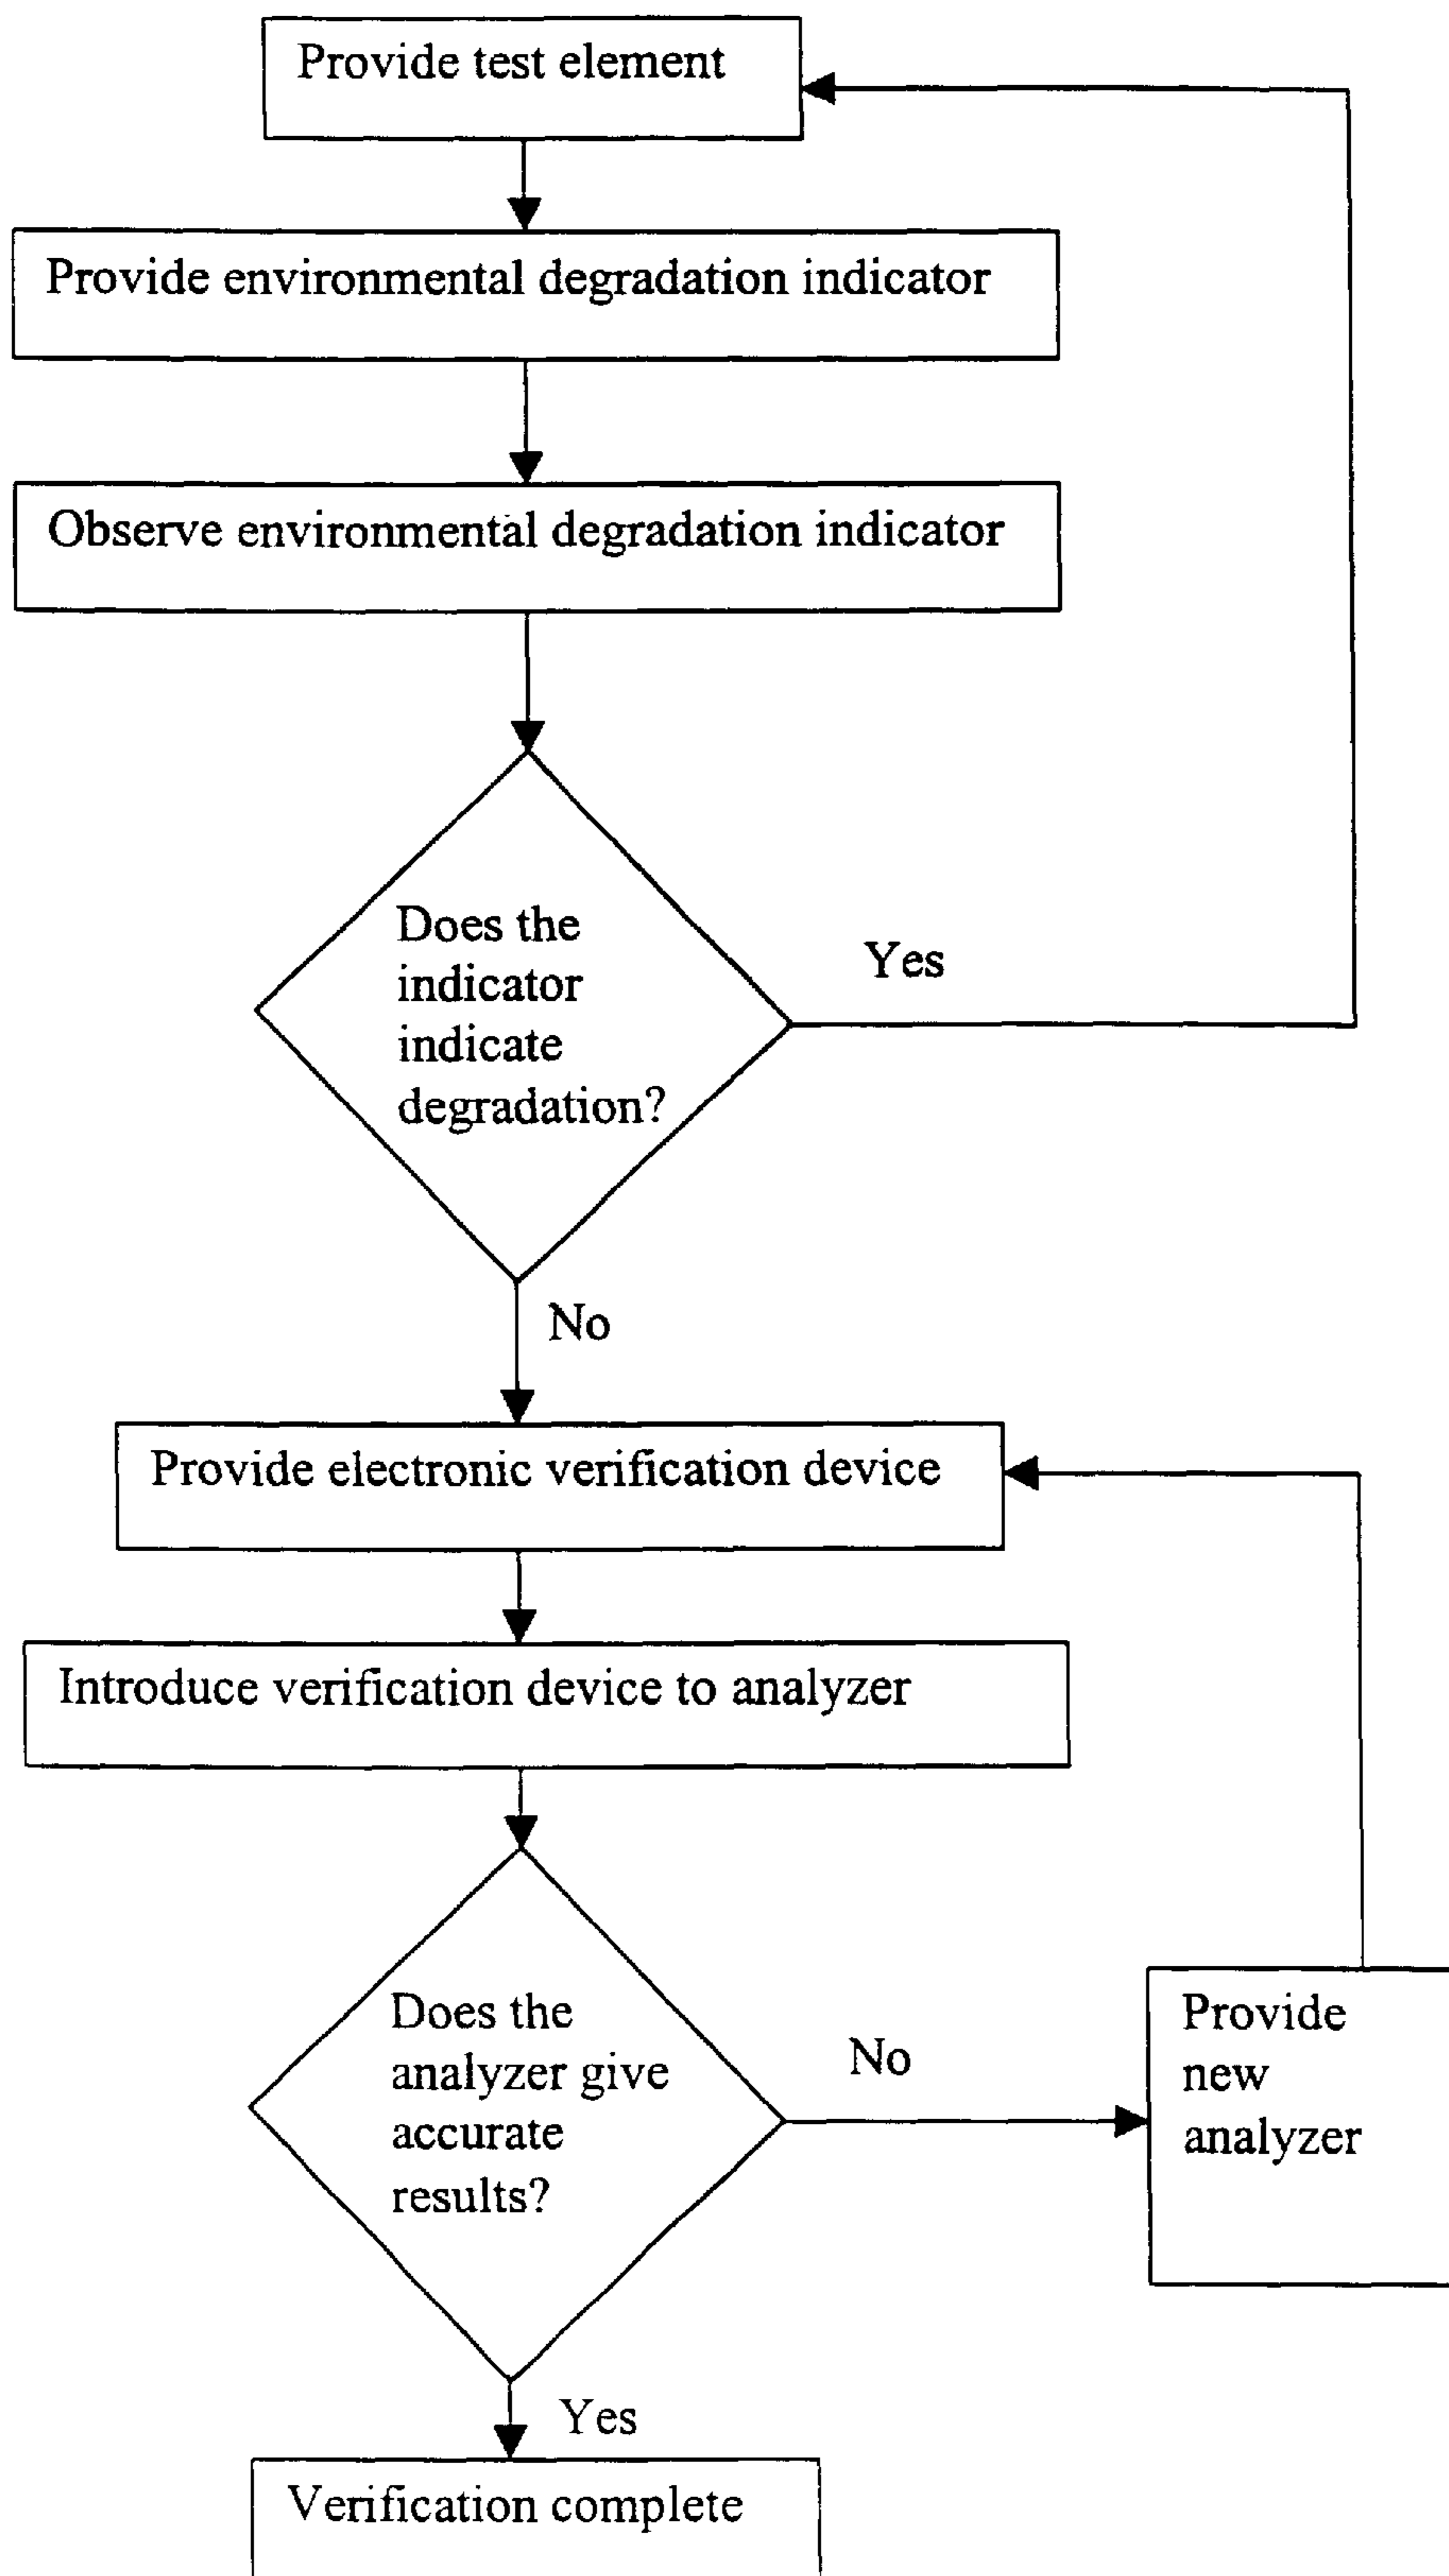 Provide test element
Provide environmental degradation indicator
Observe environmental degradation indicator
Does the
indicator
indicate
degradation?
Yes
No
Provide electronic verification device
Introduce verification device to analyzer
Does the
analyzer give
accurate
results?
No
Provide
new
analyzer
Yes
Verification complete